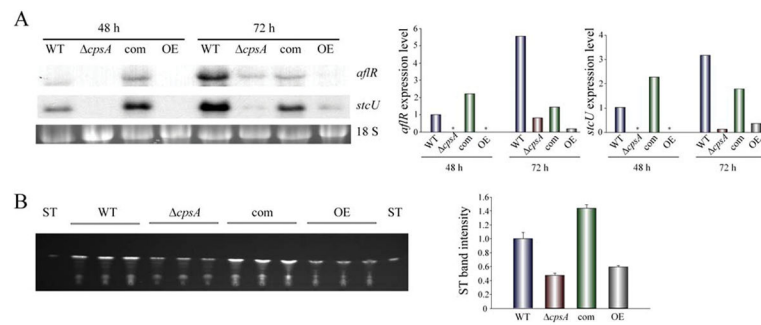 A
48 h
72 h
WT ΔcpsA com OE WT ΔcpsA com OE
aflR
stcU
18 S
aflR expression level
6
5
4
3
2
1
0
* *
WT ΔcpsA com OE WT ΔcpsA com OE
48 h 72 h
stcU expression level
4
3
2
1
0
* *
WT ΔcpsA com OE WT ΔcpsA com OE
48 h 72 h
B
ST WT ΔcpsA com OE ST
ST band intensity
1.6
1.4
1.2
1.0
0.8
0.6
0.4
0.2
0
WT ΔcpsA com OE